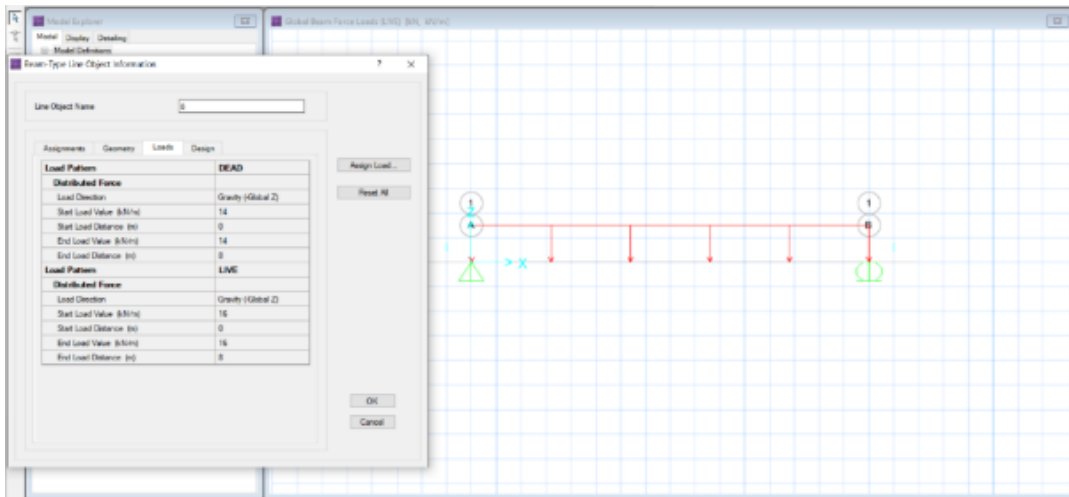 Model Explorer
Global Beam Force Loads (LIVE) [kN, kN/m]
Model Display Detailing
Model Definitions
Beam-Type Line Object Information
? ×
Line Object Name
Assignments Geometry Loads Design
Load Pattern DEAD
Distributed Force
Load Direction Gravity (-Global Z)
Start Load Value (kN/m) 14
Start Load Distance (m) 0
End Load Value (kN/m) 14
End Load Distance (m) 8
Load Pattern LIVE
Distributed Force
Load Direction Gravity (-Global Z)
Start Load Value (kN/m) 16
Start Load Distance (m) 0
End Load Value (kN/m) 16
End Load Distance (m) 8
Assign Load...
Reset All
OK
Cancel
1 1
Z
A B
X